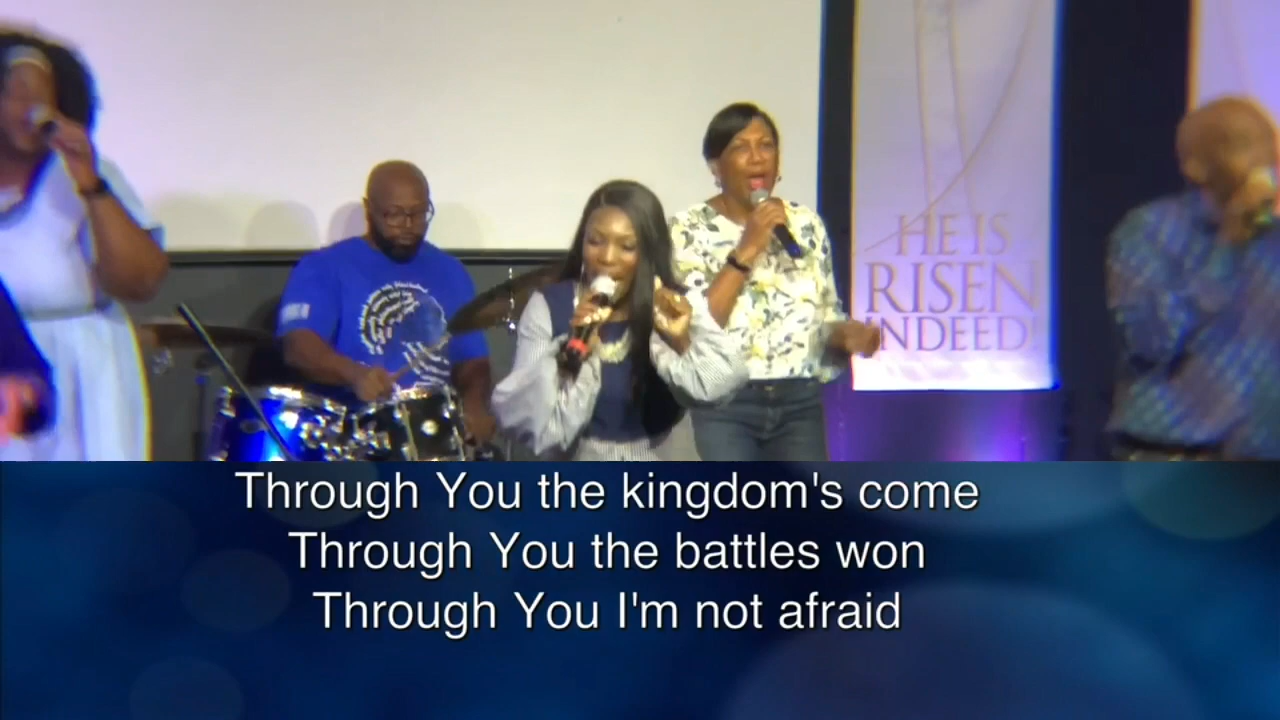 HE IS
RISEN
INDEED!
Through You the kingdom's come
Through You the battles won
Through You I'm not afraid